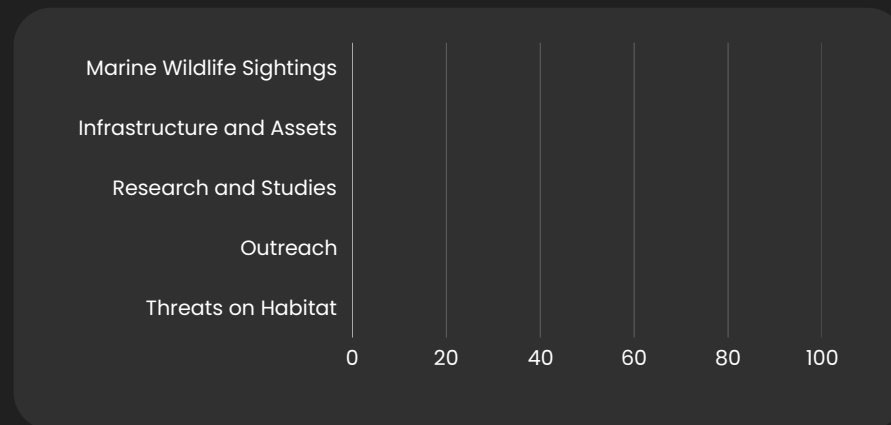 Marine Wildlife Sightings
Infrastructure and Assets
Research and Studies
Outreach
Threats on Habitat
0 20 40 60 80 100